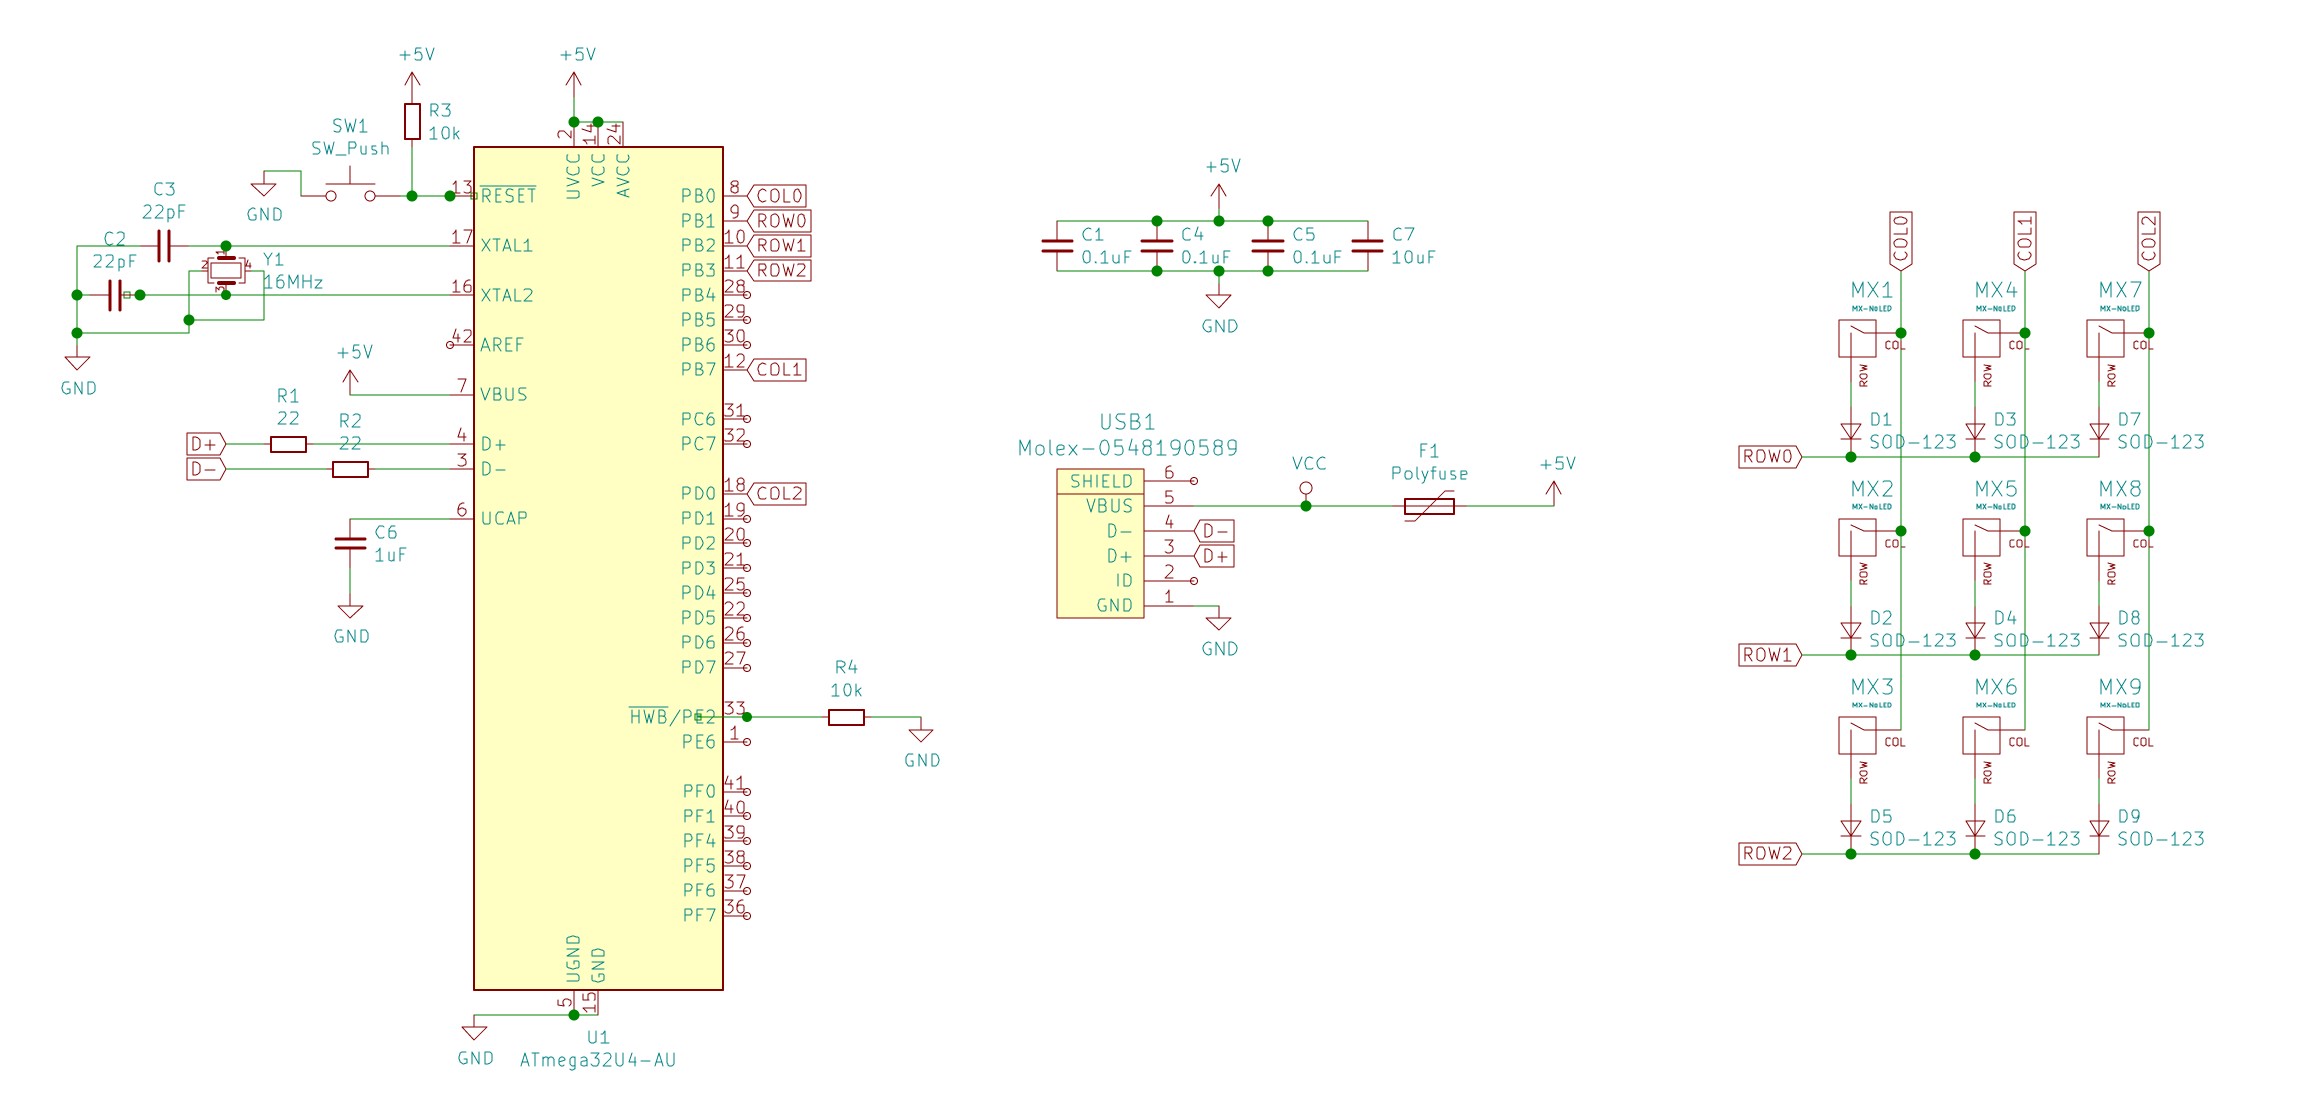 +5V
R3
10k
SW1
SW_Push
GND
C3
22pF
C2
22pF
Y1
16MHz
1
2
3
4
GND
+5V
R1
22
R2
22
D+
D-
C6
1uF
GND
+5V
2
14
24
UVCC
VCC
AVCC
13
RESET
17
XTAL1
16
XTAL2
42
AREF
7
VBUS
4
D+
3
D-
6
UCAP
PB0 8 COL0
PB1 9 ROW0
PB2 10 ROW1
PB3 11 ROW2
PB4 28
PB5 29
PB6 30
PB7 12 COL1
PC6 31
PC7 32
PD0 18 COL2
PD1 19
PD2 20
PD3 21
PD4 25
PD5 22
PD6 26
PD7 27
HWB/PE2 33
PE6 1
PF0 41
PF1 40
PF4 39
PF5 38
PF6 37
PF7 36
R4
10k
GND
UGND
GND
5
15
GND
U1
ATmega32U4-AU
+5V
C1
0.1uF
C4
0.1uF
C5
0.1uF
C7
10uF
GND
USB1
Molex-0548190589
SHIELD 6
VBUS 5
D- 4 D-
D+ 3 D+
ID 2
GND 1
GND
VCC
F1
Polyfuse
+5V
COL0
COL1
COL2
MX1
MX-NoLED
COL
ROW
MX4
MX-NoLED
COL
ROW
MX7
MX-NoLED
COL
ROW
D1
SOD-123
D3
SOD-123
D7
SOD-123
ROW0
MX2
MX-NoLED
COL
ROW
MX5
MX-NoLED
COL
ROW
MX8
MX-NoLED
COL
ROW
D2
SOD-123
D4
SOD-123
D8
SOD-123
ROW1
MX3
MX-NoLED
COL
ROW
MX6
MX-NoLED
COL
ROW
MX9
MX-NoLED
COL
ROW
D5
SOD-123
D6
SOD-123
D9
SOD-123
ROW2